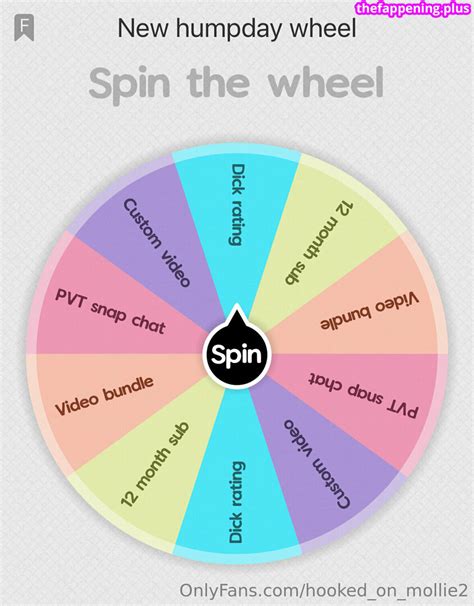 F
thefappening.plus
New humpday wheel
Spin the wheel
Dick rating
12 month sub
Video bundle
PVT snap chat
Custom video
Dick rating
12 month sub
Video bundle
PVT snap chat
Custom video
Spin
OnlyFans.com/hooked_on_mollie2